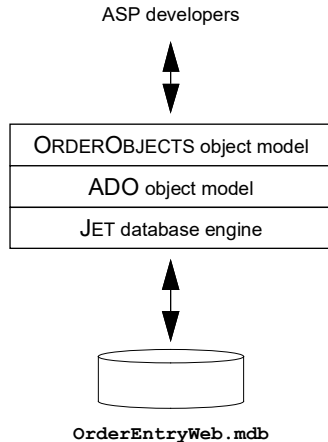 ASP developers
ORDEROBJECTS object model
ADO object model
JET database engine
OrderEntryWeb.mdb